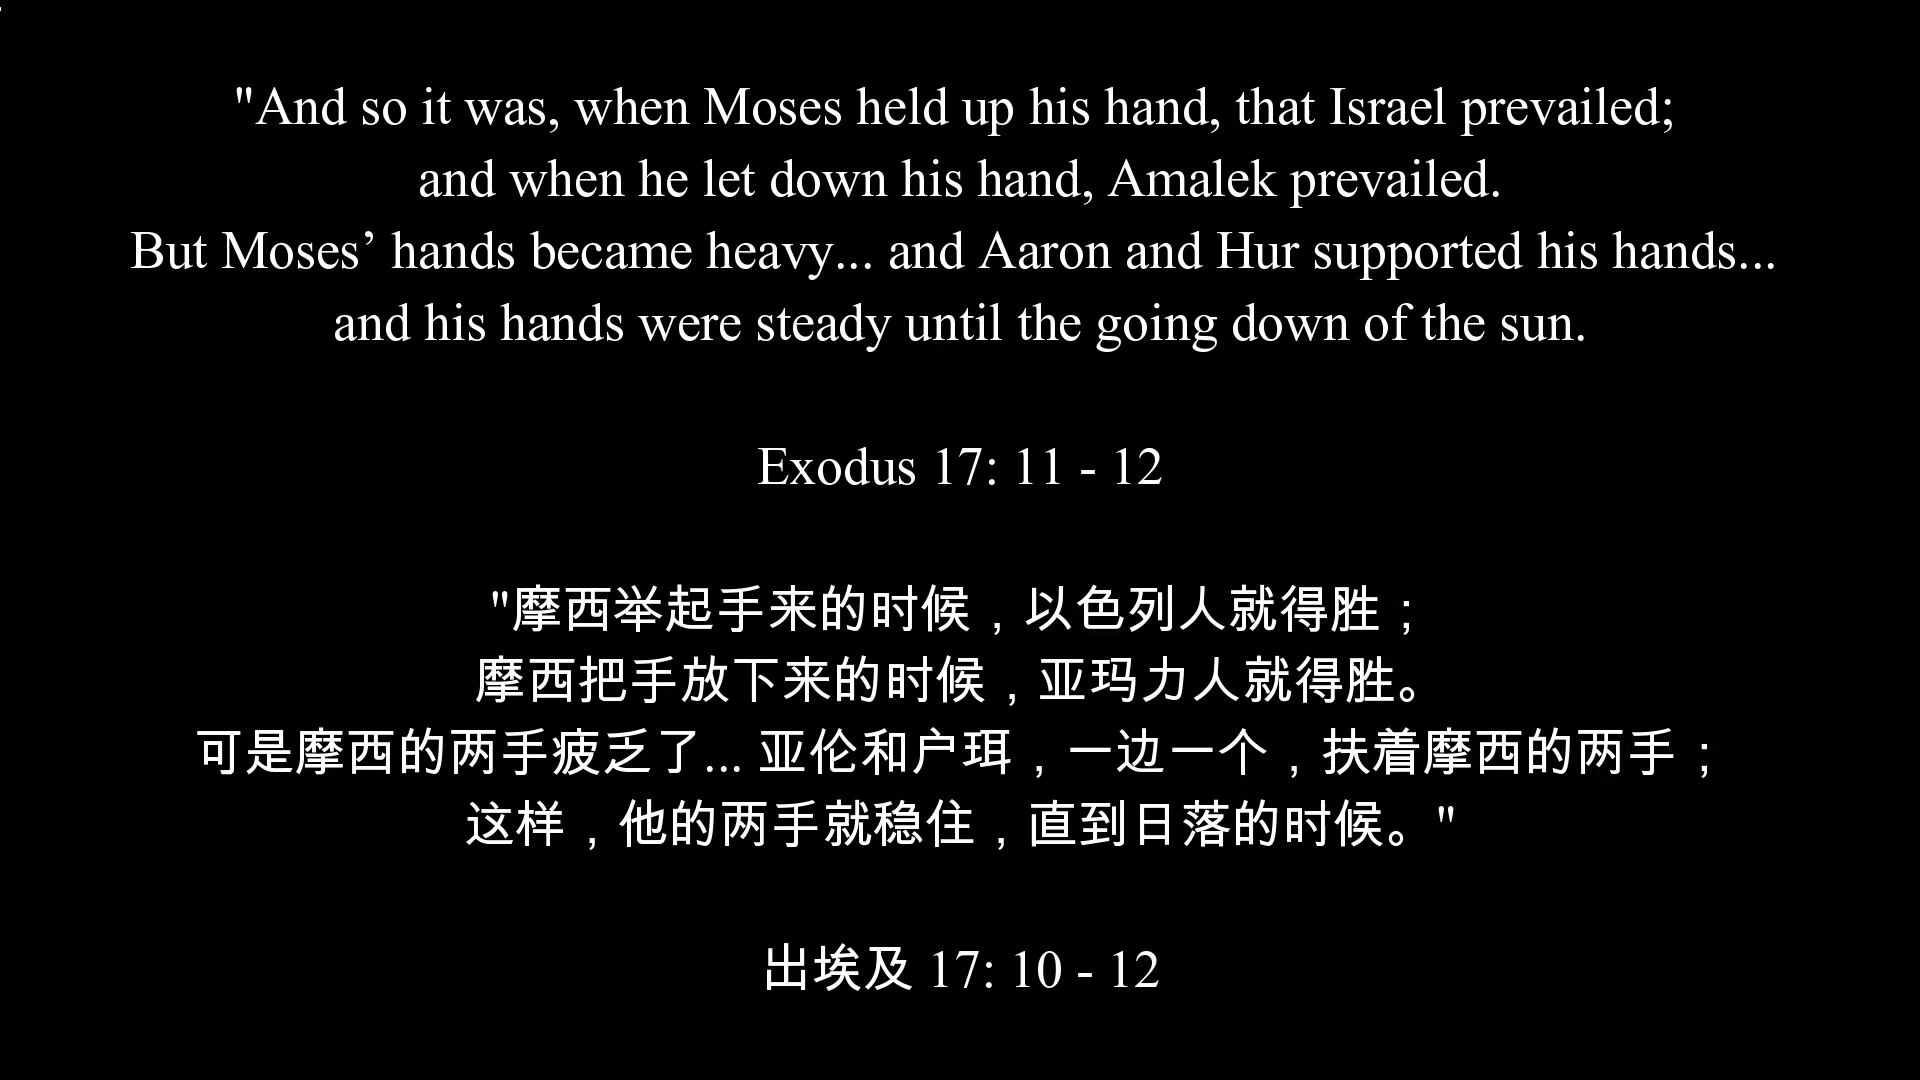 "And so it was, when Moses held up his hand, that Israel prevailed;
and when he let down his hand, Amalek prevailed.
But Moses’ hands became heavy... and Aaron and Hur supported his hands...
and his hands were steady until the going down of the sun.
Exodus 17: 11 - 12
"摩西举起手来的时候，以色列人就得胜；
摩西把手放下来的时候，亚玛力人就得胜。
可是摩西的两手疲乏了... 亚伦和户珥，一边一个，扶着摩西的两手；
这样，他的两手就稳住，直到日落的时候。"
出埃及 17: 10 - 12